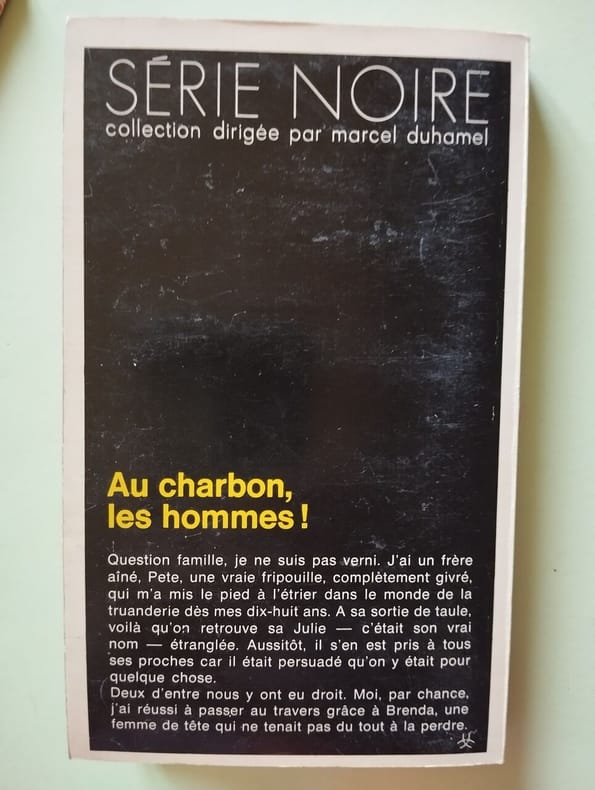 SÉRIE NOIRE
collection dirigée par marcel duhamel
Au charbon,
les hommes!
Question famille, je ne suis pas verni. J'ai un frère
aîné, Pete, une vraie fripouille, complètement givré,
qui m'a mis le pied à l'étrier dans le monde de la
truanderie dès mes dix-huit ans. A sa sortie de taule,
voilà qu'on retrouve sa Julie — c'était son vrai
nom — étranglée. Aussitôt, il s'en est pris à tous
ses proches car il était persuadé qu'on y était pour
quelque chose.
Deux d'entre nous y ont eu droit. Moi, par chance,
j'ai réussi à passer au travers grâce à Brenda, une
femme de tête qui ne tenait pas du tout à la perdre.